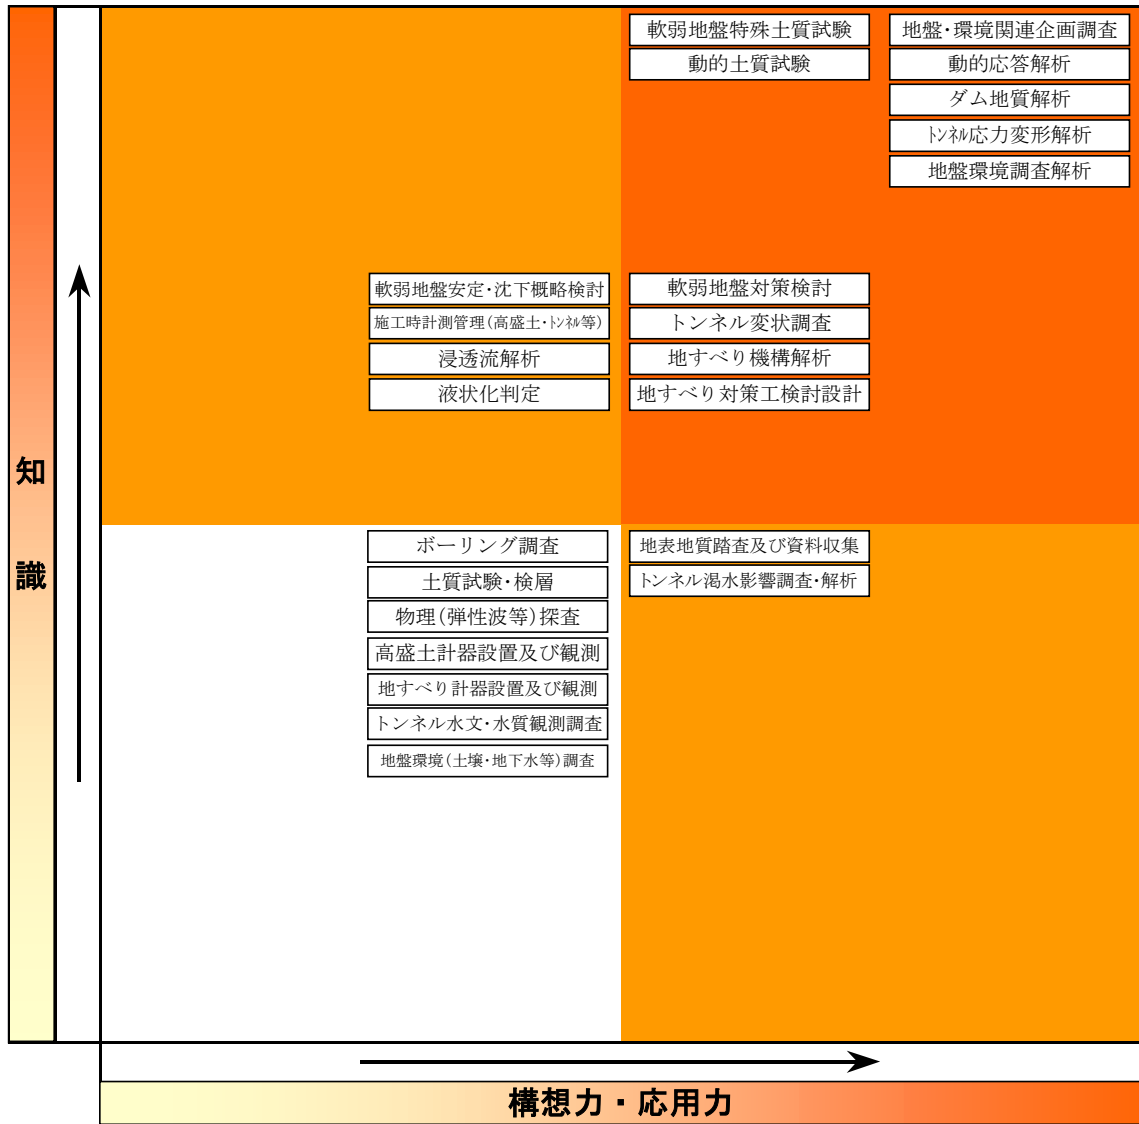 軟弱地盤特殊土質試験
動的土質試験
地盤・環境関連企画調査
動的応答解析
ダム地質解析
ﾄﾝﾈﾙ応力変形解析
地盤環境調査解析
軟弱地盤安定・沈下概略検討
施工時計測管理(高盛土・ﾄﾝﾈﾙ等)
浸透流解析
液状化判定
軟弱地盤対策検討
トンネル変状調査
地すべり機構解析
地すべり対策工検討設計
知識
ボーリング調査
土質試験・検層
物理(弾性波等)探査
高盛土計器設置及び観測
地すべり計器設置及び観測
トンネル水文・水質観測調査
地盤環境(土壌・地下水等)調査
地表地質踏査及び資料収集
トンネル渇水影響調査・解析
構想力・応用力